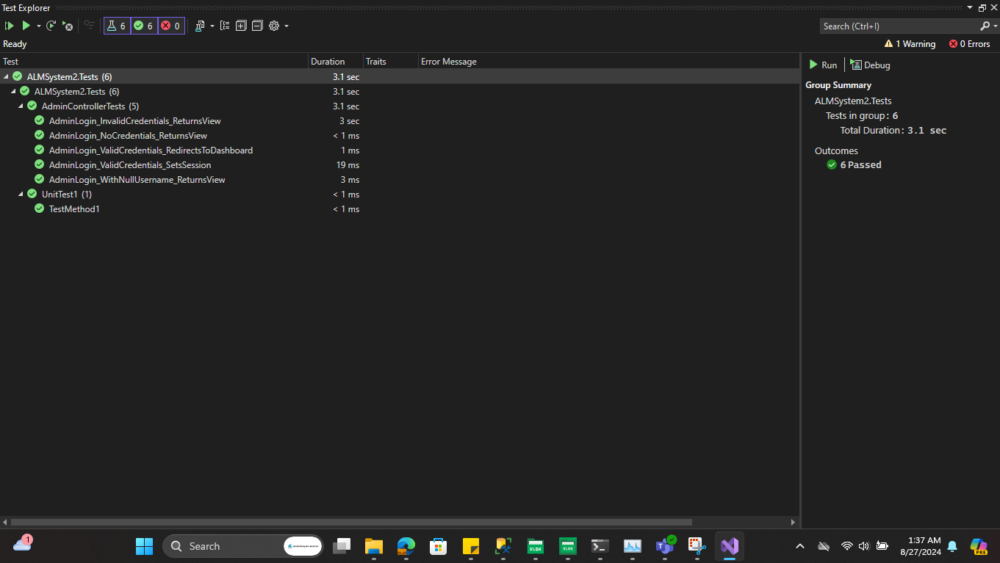 Test Explorer
6 6 0
Search (Ctrl+I)
Ready
1 Warning 0 Errors
Test Duration Traits Error Message
ALMSystem2.Tests (6) 3.1 sec
ALMSystem2.Tests (6) 3.1 sec
AdminControllerTests (5) 3.1 sec
AdminLogin_InvalidCredentials_ReturnsView 3 sec
AdminLogin_NoCredentials_ReturnsView < 1 ms
AdminLogin_ValidCredentials_RedirectsToDashboard 1 ms
AdminLogin_ValidCredentials_SetsSession 19 ms
AdminLogin_WithNullUsername_ReturnsView 3 ms
UnitTest1 (1) < 1 ms
TestMethod1 < 1 ms
Run Debug
Group Summary
ALMSystem2.Tests
Tests in group: 6
Total Duration: 3.1 sec
Outcomes
6 Passed
1
Search
XLSX
XLSX
1:37 AM
8/27/2024
PRE